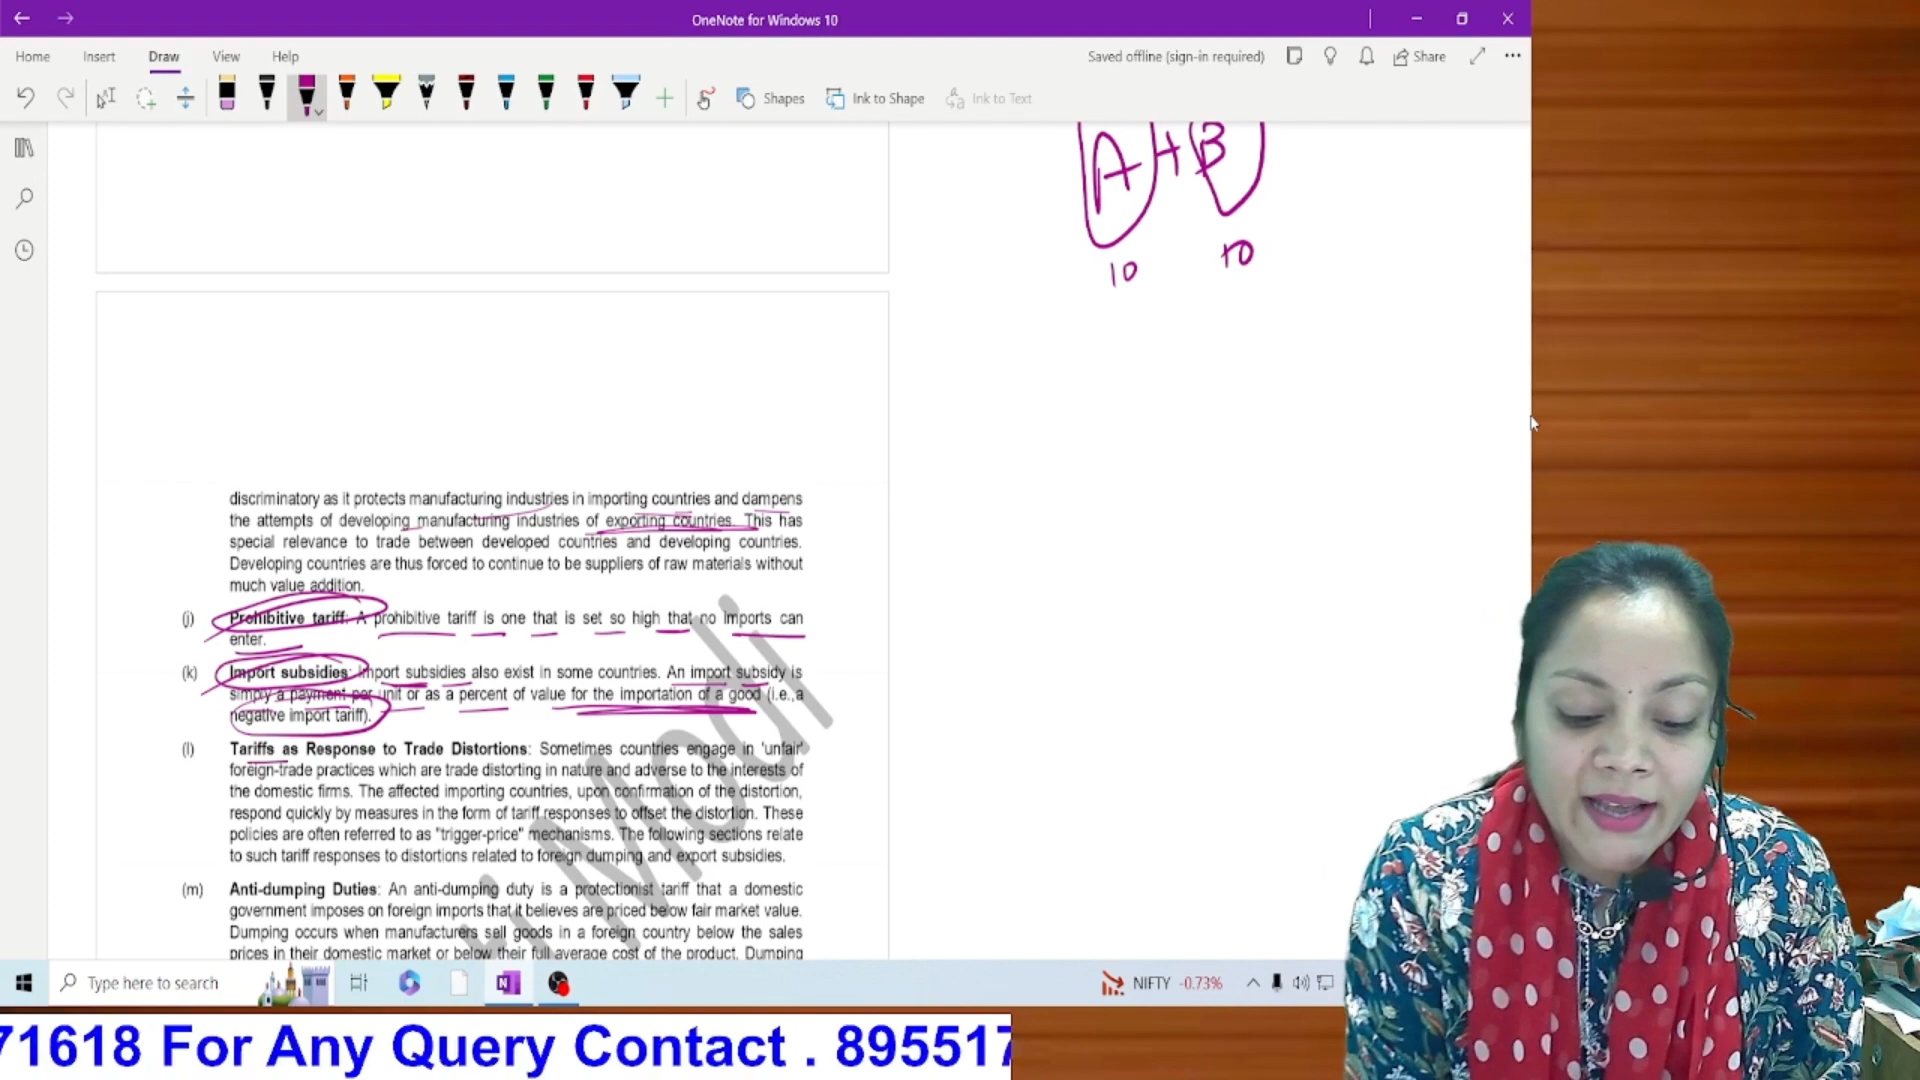 OneNote for Windows 10
Home Insert Draw View Help
Saved offline (sign-in required) Share
Shapes Ink to Shape Ink to Text
A + B
10 10
discriminatory as it protects manufacturing industries in importing countries and dampens
the attempts of developing manufacturing industries of exporting countries. This has
special relevance to trade between developed countries and developing countries.
Developing countries are thus forced to continue to be suppliers of raw materials without
much value addition.
(j) Prohibitive tariff: A prohibitive tariff is one that is set so high that no imports can
enter.
(k) Import subsidies: Import subsidies also exist in some countries. An import subsidy is
simply a payment per unit or as a percent of value for the importation of a good (i.e., a
negative import tariff).
(l) Tariffs as Response to Trade Distortions: Sometimes countries engage in 'unfair'
foreign-trade practices which are trade distorting in nature and adverse to the interests of
the domestic firms. The affected importing countries, upon confirmation of the distortion,
respond quickly by measures in the form of tariff responses to offset the distortion. These
policies are often referred to as "trigger-price" mechanisms. The following sections relate
to such tariff responses to distortions related to foreign dumping and export subsidies.
(m) Anti-dumping Duties: An anti-dumping duty is a protectionist tariff that a domestic
government imposes on foreign imports that it believes are priced below fair market value.
Dumping occurs when manufacturers sell goods in a foreign country below the sales
prices in their domestic market or below their full average cost of the product. Dumping
Modi
Type here to search
NIFTY -0.73%
71618 For Any Query Contact . 895517